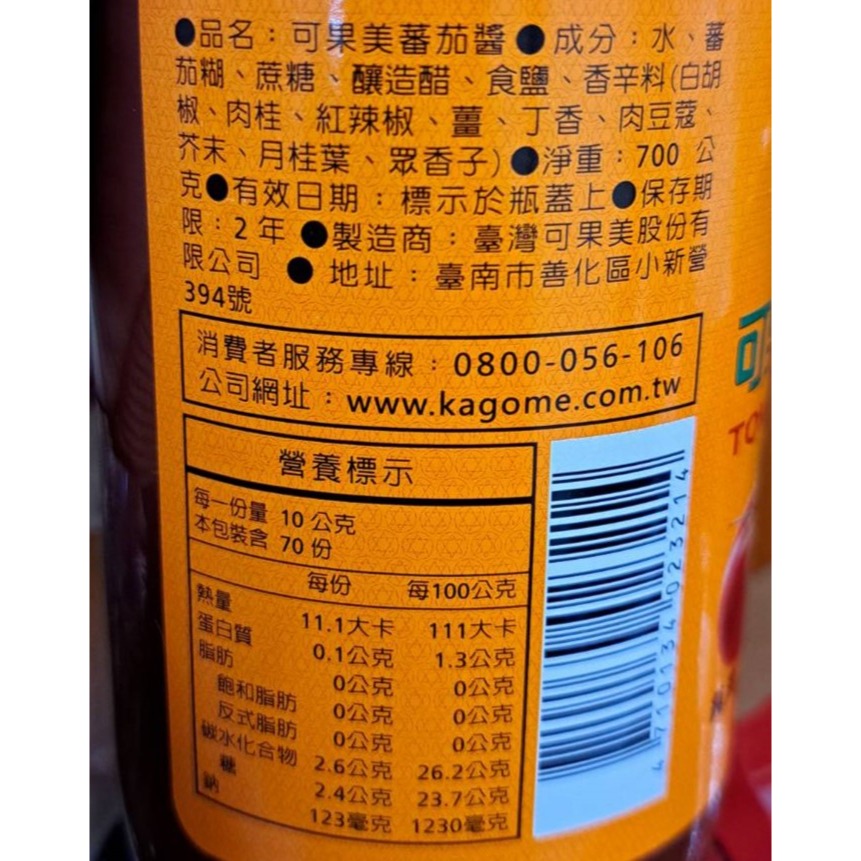 ●品名：可果美蕃茄醬●成分：水、蕃
茄糊、蔗糖、釀造醋、食鹽、香辛料(白胡
椒、肉桂、紅辣椒、薑、丁香、肉豆蔻、
芥末、月桂葉、眾香子)●淨重：700 公
克●有效日期：標示於瓶蓋上●保存期
限：2年●製造商：臺灣可果美股份有
限公司 ● 地址：臺南市善化區小新營
394號
消費者服務專線：0800-056-106
公司網址：www.kagome.com.tw
營養標示
每一份量 10 公克
本包裝含 70 份
每份 每100公克
熱量 11.1大卡 111大卡
蛋白質 0.1公克 1.3公克
脂肪 0公克 0公克
飽和脂肪 0公克 0公克
反式脂肪 0公克 0公克
碳水化合物 2.6公克 26.2公克
糖 2.4公克 23.7公克
鈉 123毫克 1230毫克
4710134023214
可
TO